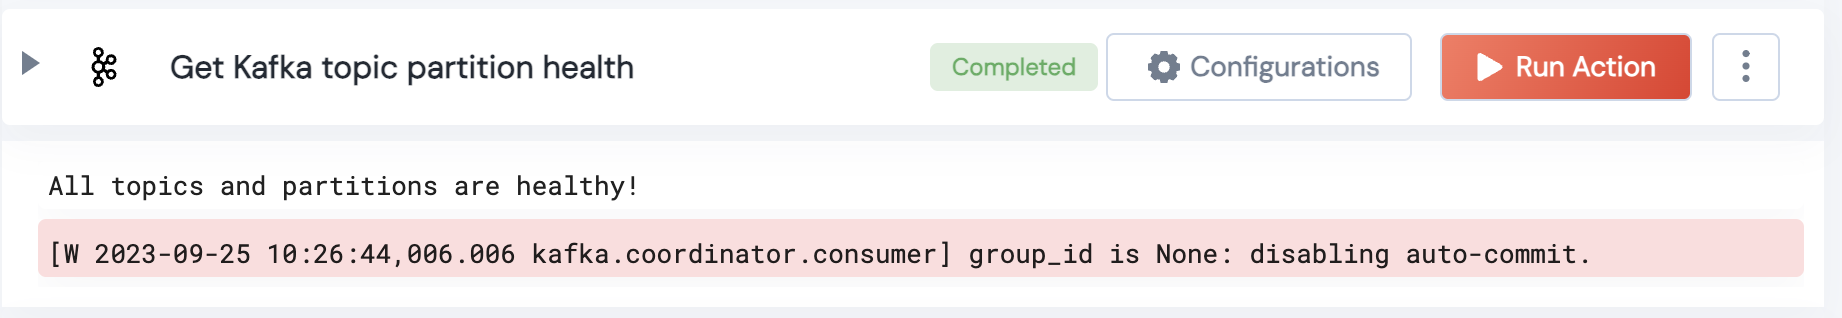 Get Kafka topic partition health
Completed
Configurations
Run Action
All topics and partitions are healthy!
[W 2023-09-25 10:26:44,006.006 kafka.coordinator.consumer] group_id is None: disabling auto-commit.